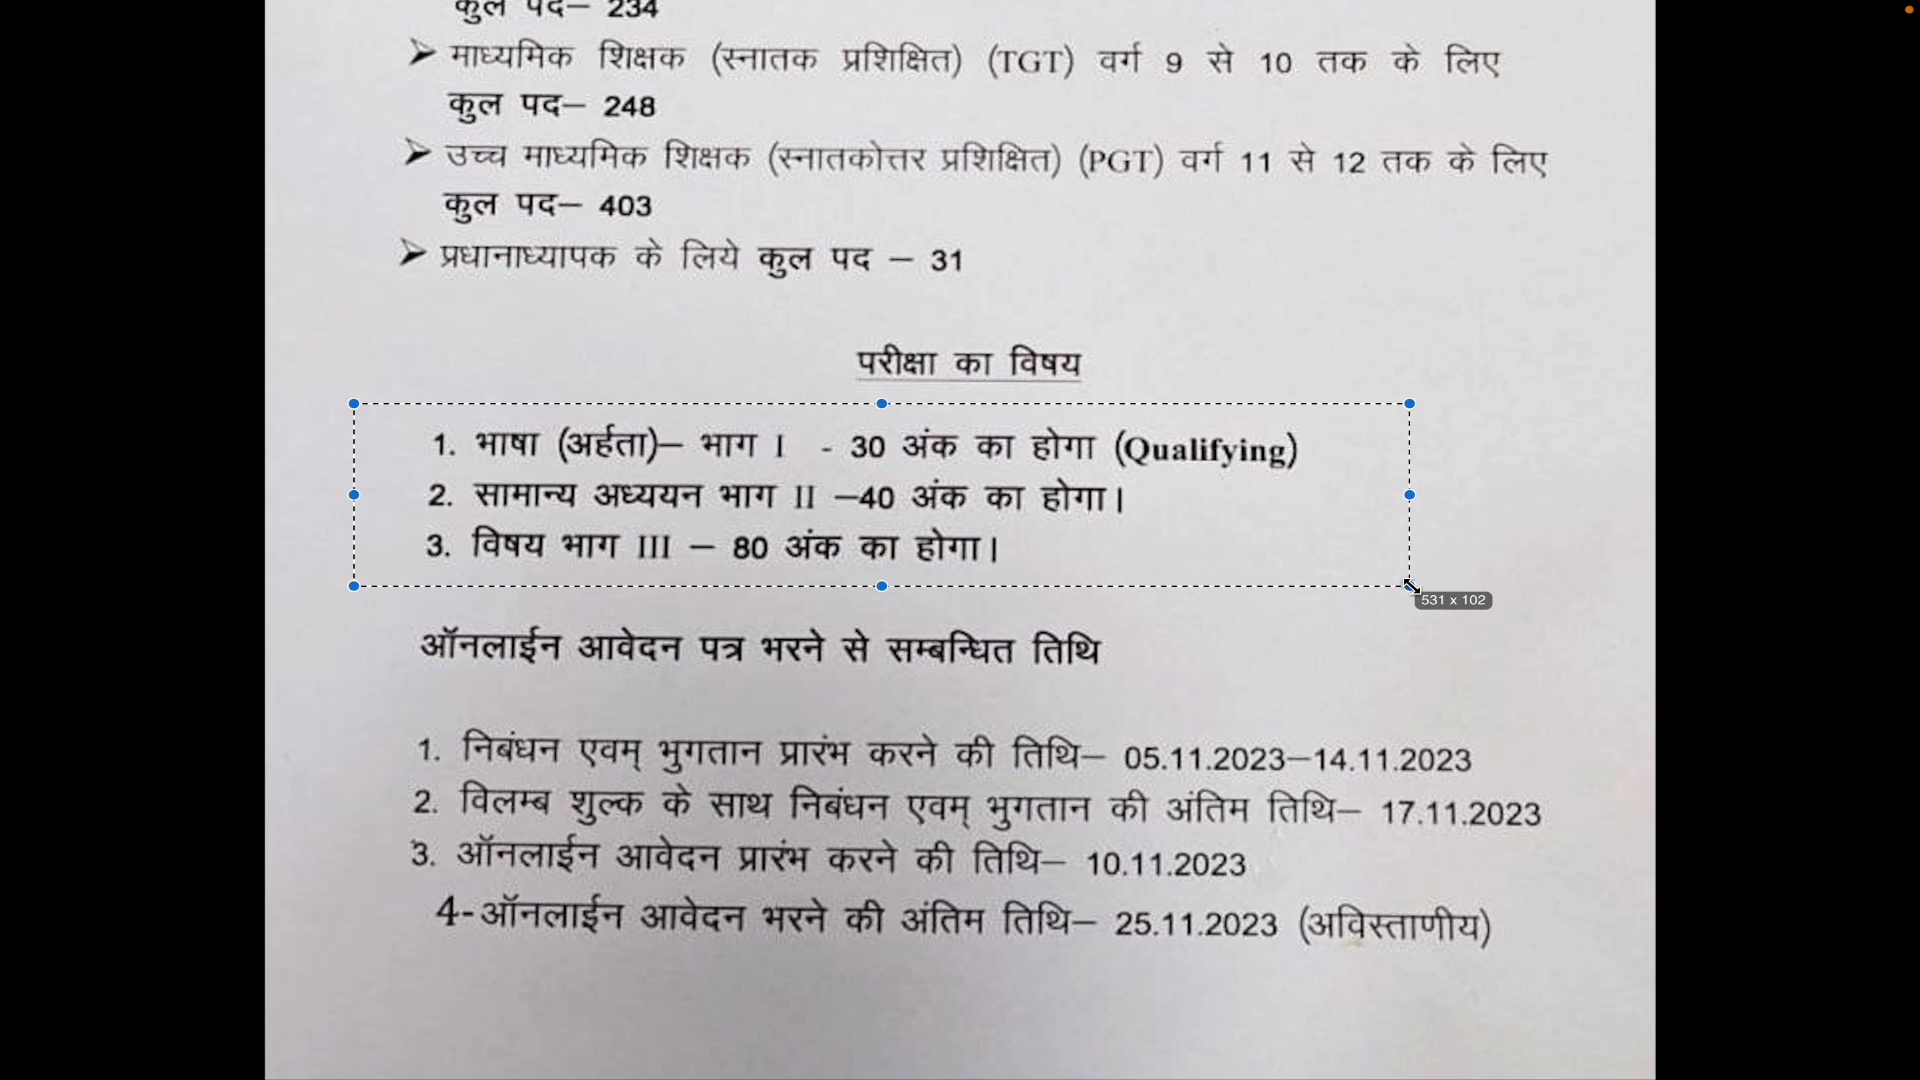 कुल पद– 234
➢ माध्यमिक शिक्षक (स्नातक प्रशिक्षित) (TGT) वर्ग 9 से 10 तक के लिए
कुल पद– 248
➢ उच्च माध्यमिक शिक्षक (स्नातकोत्तर प्रशिक्षित) (PGT) वर्ग 11 से 12 तक के लिए
कुल पद– 403
➢ प्रधानाध्यापक के लिये कुल पद – 31
परीक्षा का विषय
1. भाषा (अर्हता)– भाग I - 30 अंक का होगा (Qualifying)
2. सामान्य अध्ययन भाग II –40 अंक का होगा।
3. विषय भाग III – 80 अंक का होगा।
531 x 102
ऑनलाईन आवेदन पत्र भरने से सम्बन्धित तिथि
1. निबंधन एवम् भुगतान प्रारंभ करने की तिथि– 05.11.2023–14.11.2023
2. विलम्ब शुल्क के साथ निबंधन एवम् भुगतान की अंतिम तिथि– 17.11.2023
3. ऑनलाईन आवेदन प्रारंभ करने की तिथि– 10.11.2023
4-ऑनलाईन आवेदन भरने की अंतिम तिथि– 25.11.2023 (अविस्ताणीय)